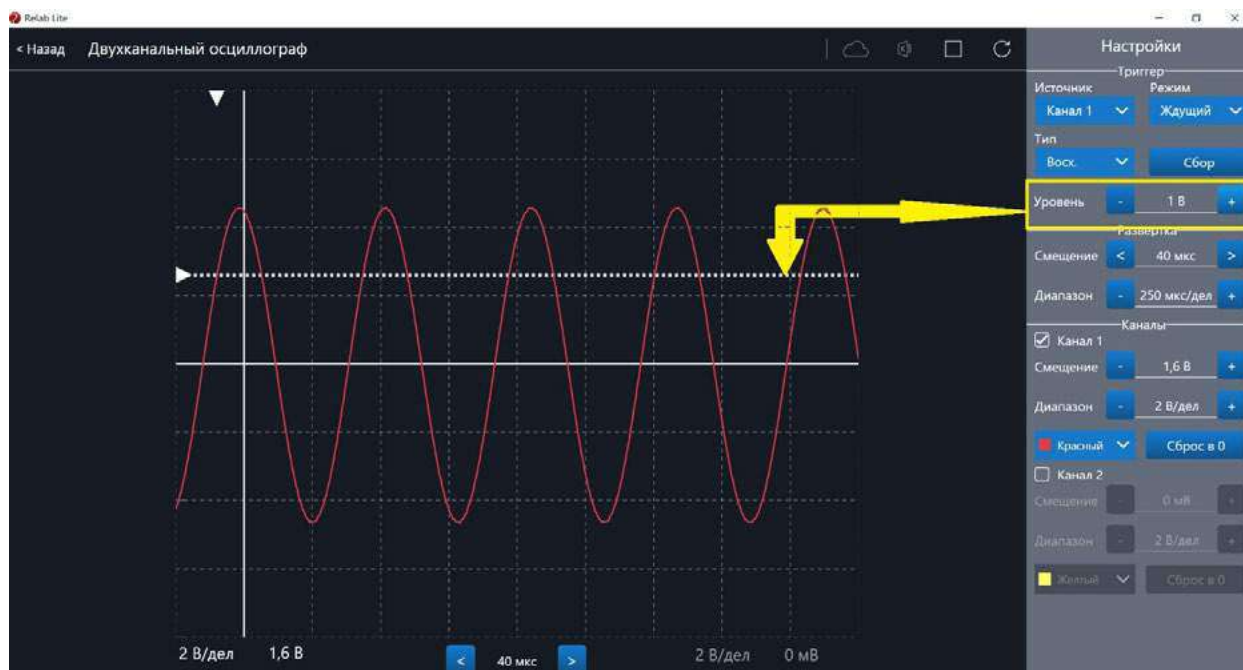 Relab Lite
< Назад Двухканальный осциллограф
Настройки
Триггер
Источник Режим
Канал 1 Ждущий
Тип
Восх. Сбор
Уровень - 1 В +
Развертка
Смещение < 40 мкс >
Диапазон - 250 мкс/дел +
Каналы
Канал 1
Смещение - 1,6 В +
Диапазон - 2 В/дел +
Красный Сброс в 0
Канал 2
Смещение - 0 мВ +
Диапазон - 2 В/дел +
Желтый Сброс в 0
2 В/дел 1,6 В < 40 мкс > 2 В/дел 0 мВ